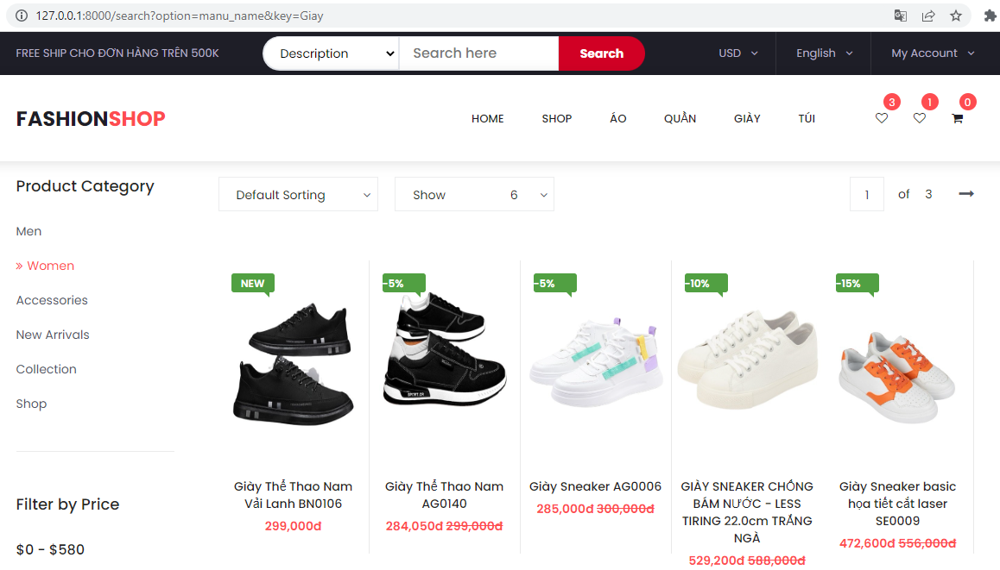 127.0.0.1:8000/search?option=manu_name&key=Giay
FREE SHIP CHO ĐƠN HÀNG TRÊN 500K
Description
Search here
Search
USD
English
My Account
FASHIONSHOP
HOME
SHOP
ÁO
QUẦN
GIÀY
TÚI
3
1
0
Product Category
Men
» Women
Accessories
New Arrivals
Collection
Shop
Filter by Price
$0 - $580
Default Sorting
Show 6
1 of 3
NEW
-5%
-5%
-10%
-15%
Giày Thể Thao Nam
Vải Lanh BN0106
299,000đ
Giày Thể Thao Nam
AG0140
284,050đ 299,000đ
Giày Sneaker AG0006
285,000đ 300,000đ
GIÀY SNEAKER CHỐNG
BÁM NƯỚC - LESS
TIRING 22.0cm TRẮNG
NGÀ
529,200đ 588,000đ
Giày Sneaker basic
họa tiết cắt laser
SE0009
472,600đ 556,000đ